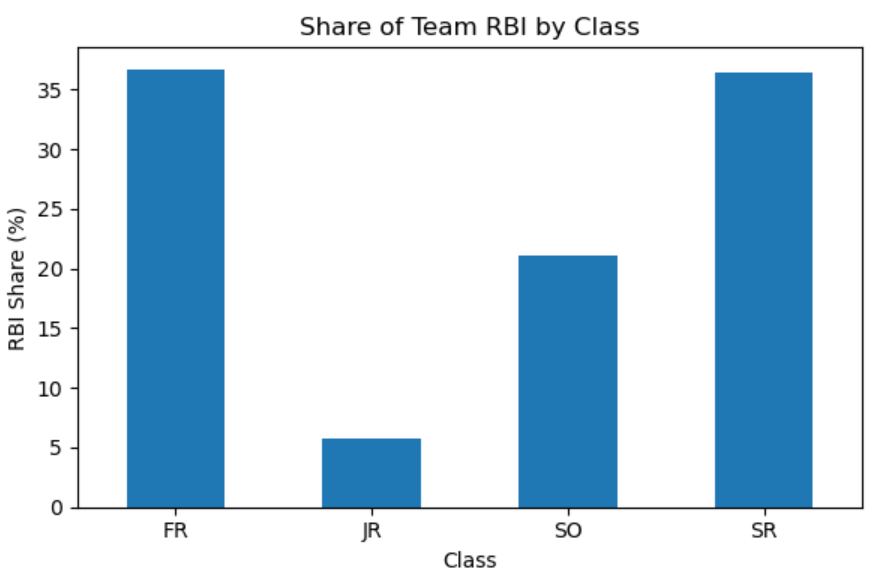 Share of Team RBI by Class
RBI Share (%)
35
30
25
20
15
10
5
0
FR JR SO SR
Class